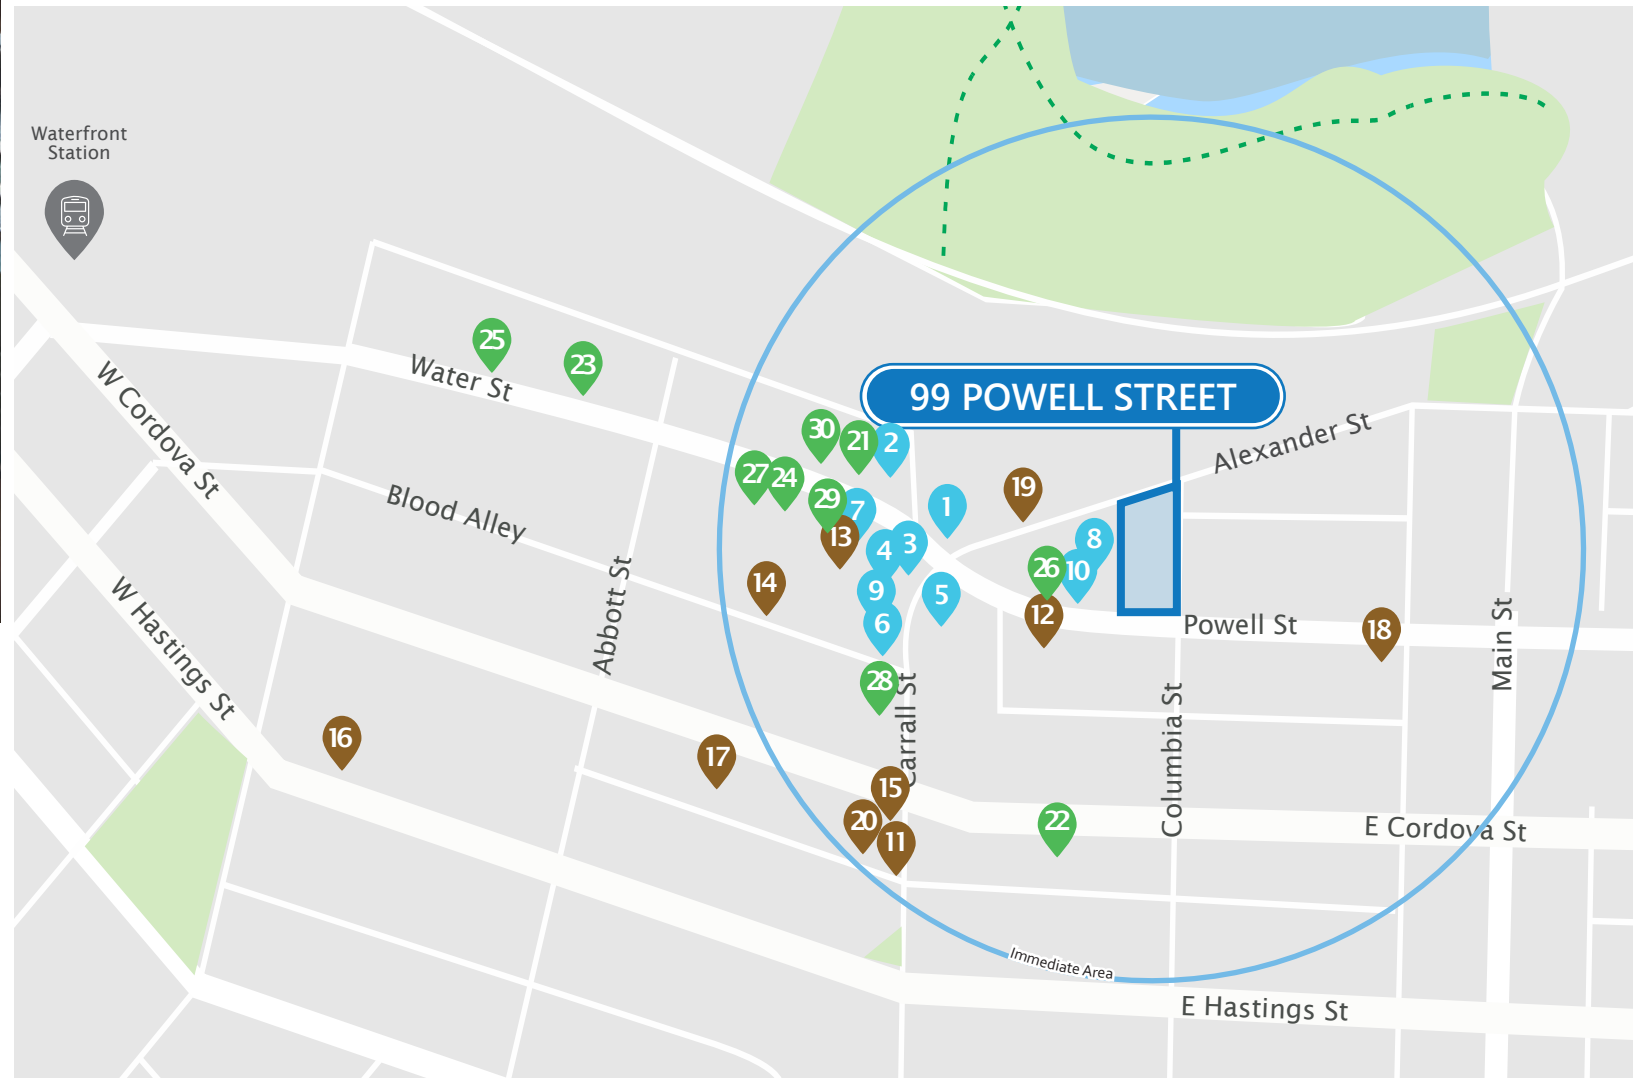 Waterfront
Station
25
23
Water St
W Cordova St
99 POWELL STREET
30
21
2
Alexander St
27
24
29
7
1
19
Blood Alley
13
4
3
8
26
10
14
9
5
6
12
Powell St
18
Abbott St
W Hastings St
Main St
28
Carrall St
Columbia St
16
17
15
20
11
22
E Cordova St
Immediate Area
E Hastings St